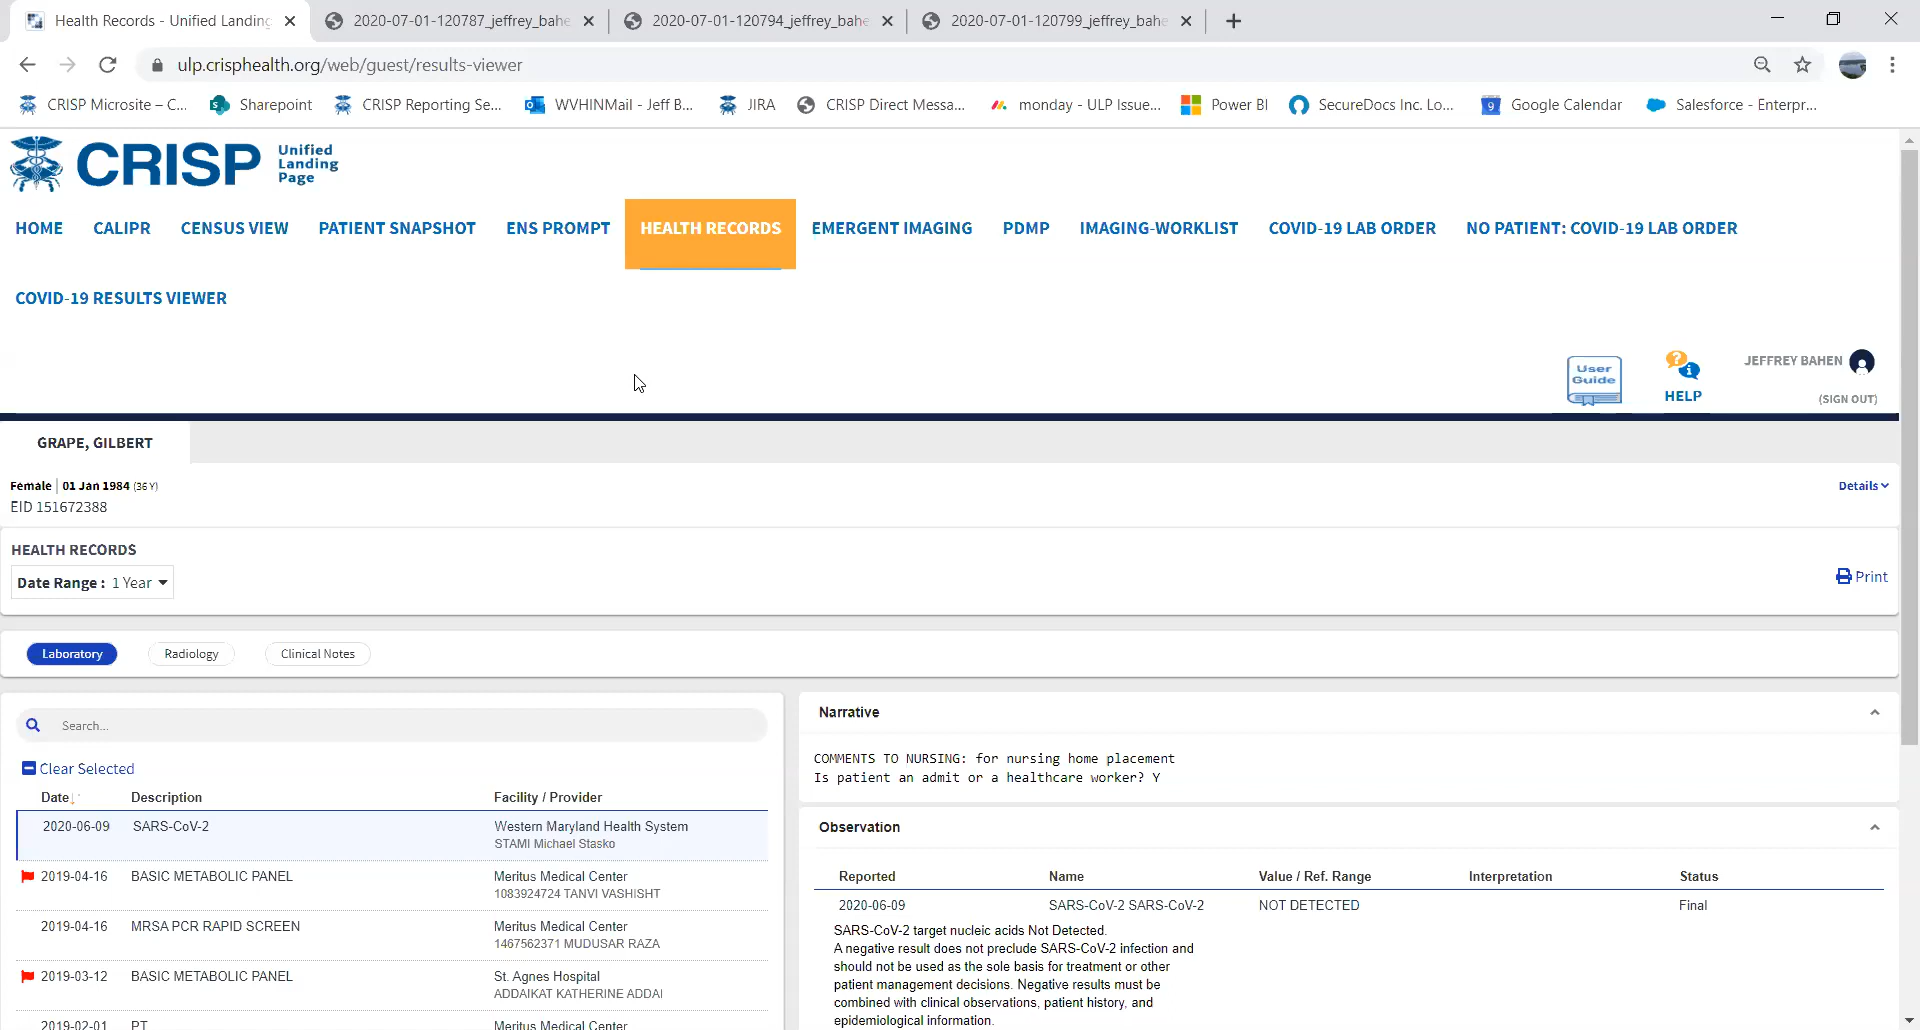 Health Records - Unified Landing
2020-07-01-120787_jeffrey_bahe
2020-07-01-120794_jeffrey_bahe
2020-07-01-120799_jeffrey_bahe
ulp.crisphealth.org/web/guest/results-viewer
CRISP Microsite – C...
Sharepoint
CRISP Reporting Se...
WVHINMail - Jeff B...
JIRA
CRISP Direct Messa...
monday - ULP Issue...
Power BI
SecureDocs Inc. Lo...
9
Google Calendar
Salesforce - Enterpr...
CRISP
Unified
Landing
Page
HOME
CALIPR
CENSUS VIEW
PATIENT SNAPSHOT
ENS PROMPT
HEALTH RECORDS
EMERGENT IMAGING
PDMP
IMAGING-WORKLIST
COVID-19 LAB ORDER
NO PATIENT: COVID-19 LAB ORDER
COVID-19 RESULTS VIEWER
User
Guide
HELP
JEFFREY BAHEN
(SIGN OUT)
GRAPE, GILBERT
Female | 01 Jan 1984 (36 Y)
Details
EID 151672388
HEALTH RECORDS
Date Range : 1 Year
Print
Laboratory
Radiology
Clinical Notes
Search...
Clear Selected
Date
Description
Facility / Provider
2020-06-09 SARS-CoV-2 Western Maryland Health System
STAMI Michael Stasko
2019-04-16 BASIC METABOLIC PANEL Meritus Medical Center
1083924724 TANVI VASHISHT
2019-04-16 MRSA PCR RAPID SCREEN Meritus Medical Center
1467562371 MUDUSAR RAZA
2019-03-12 BASIC METABOLIC PANEL St. Agnes Hospital
ADDAIKAT KATHERINE ADDAI
2019-02-01 PT Meritus Medical Center
Narrative
COMMENTS TO NURSING: for nursing home placement
Is patient an admit or a healthcare worker? Y
Observation
Reported
Name
Value / Ref. Range
Interpretation
Status
2020-06-09 SARS-CoV-2 SARS-CoV-2 NOT DETECTED Final
SARS-CoV-2 target nucleic acids Not Detected.
A negative result does not preclude SARS-CoV-2 infection and
should not be used as the sole basis for treatment or other
patient management decisions. Negative results must be
combined with clinical observations, patient history, and
epidemiological information.